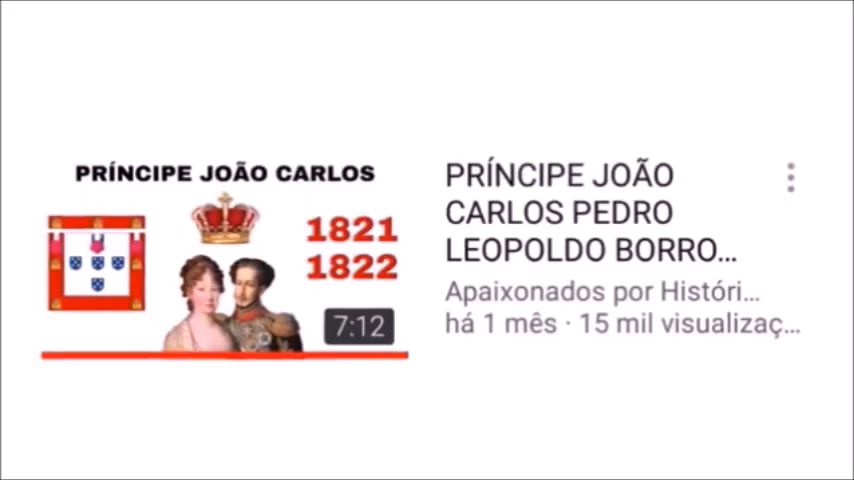 PRÍNCIPE JOÃO CARLOS
1821
1822
7:12
PRÍNCIPE JOÃO
CARLOS PEDRO
LEOPOLDO BORRO...
Apaixonados por Históri...
há 1 mês · 15 mil visualizaç...